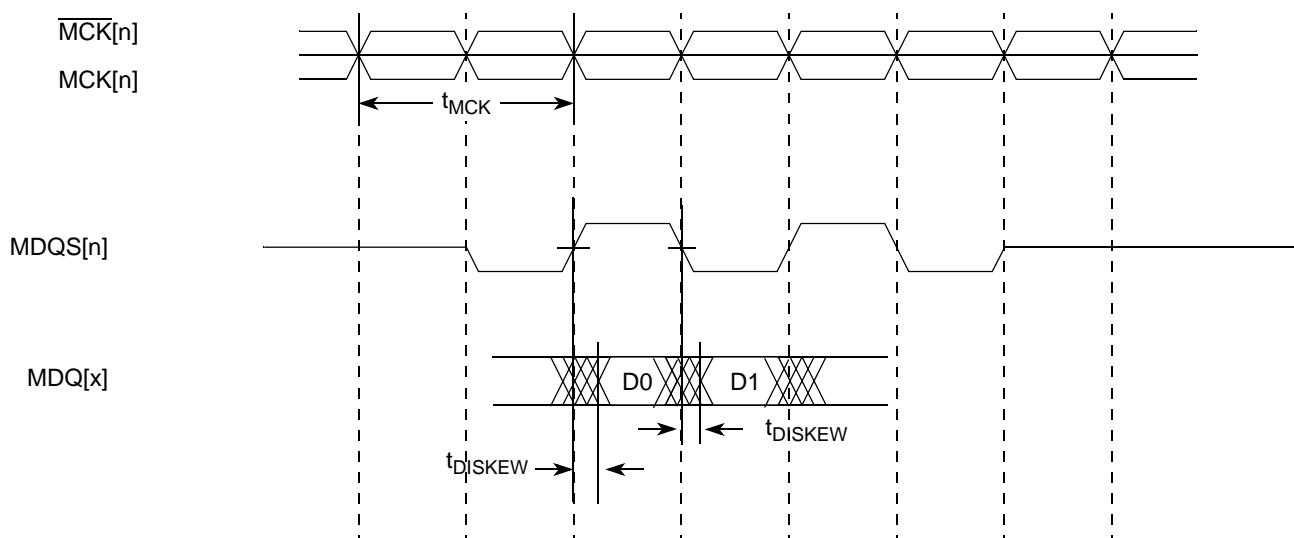 MCK[n]
MCK[n]
tMCK
MDQS[n]
MDQ[x]
D0
D1
tDISKEW
tDISKEW